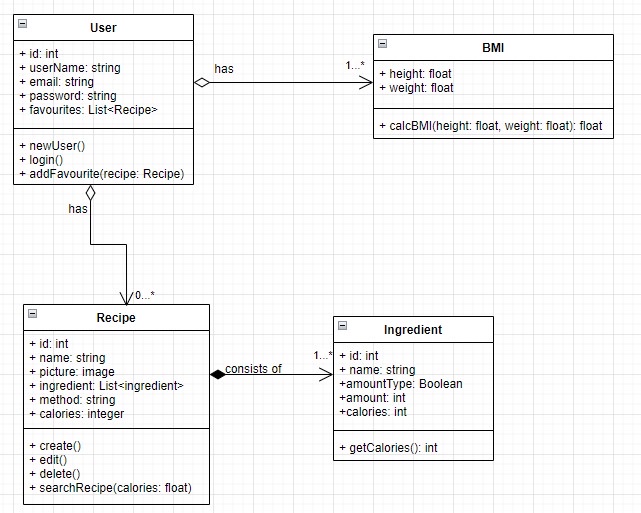 User
+ id: int
+ userName: string
+ email: string
+ password: string
+ favourites: List<Recipe>
+ newUser()
+ login()
+ addFavourite(recipe: Recipe)
has
1...*
BMI
+ height: float
+ weight: float
+ calcBMI(height: float, weight: float): float
has
0...*
Recipe
+ id: int
+ name: string
+ picture: image
+ ingredient: List<ingredient>
+ method: string
+ calories: integer
+ create()
+ edit()
+ delete()
+ searchRecipe(calories: float)
consists of
1...*
Ingredient
+ id: int
+ name: string
+amountType: Boolean
+amount: int
+calories: int
+ getCalories(): int